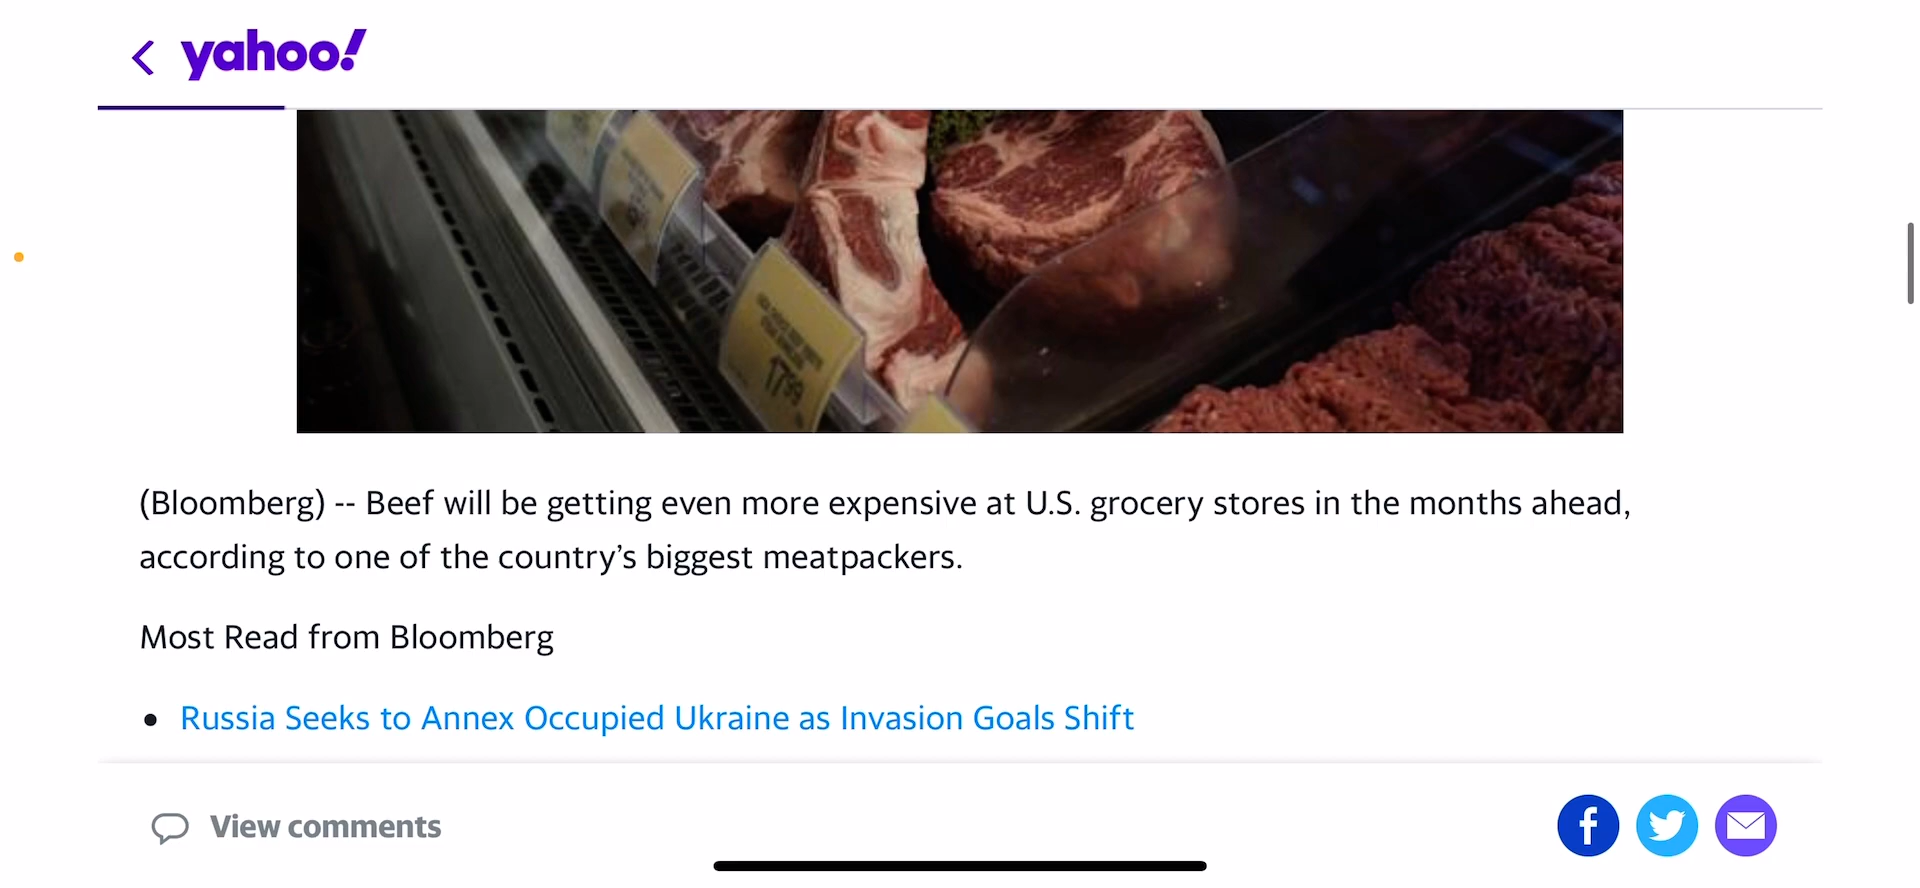 yahoo!
1799
(Bloomberg) -- Beef will be getting even more expensive at U.S. grocery stores in the months ahead,
according to one of the country’s biggest meatpackers.
Most Read from Bloomberg
• Russia Seeks to Annex Occupied Ukraine as Invasion Goals Shift
View comments